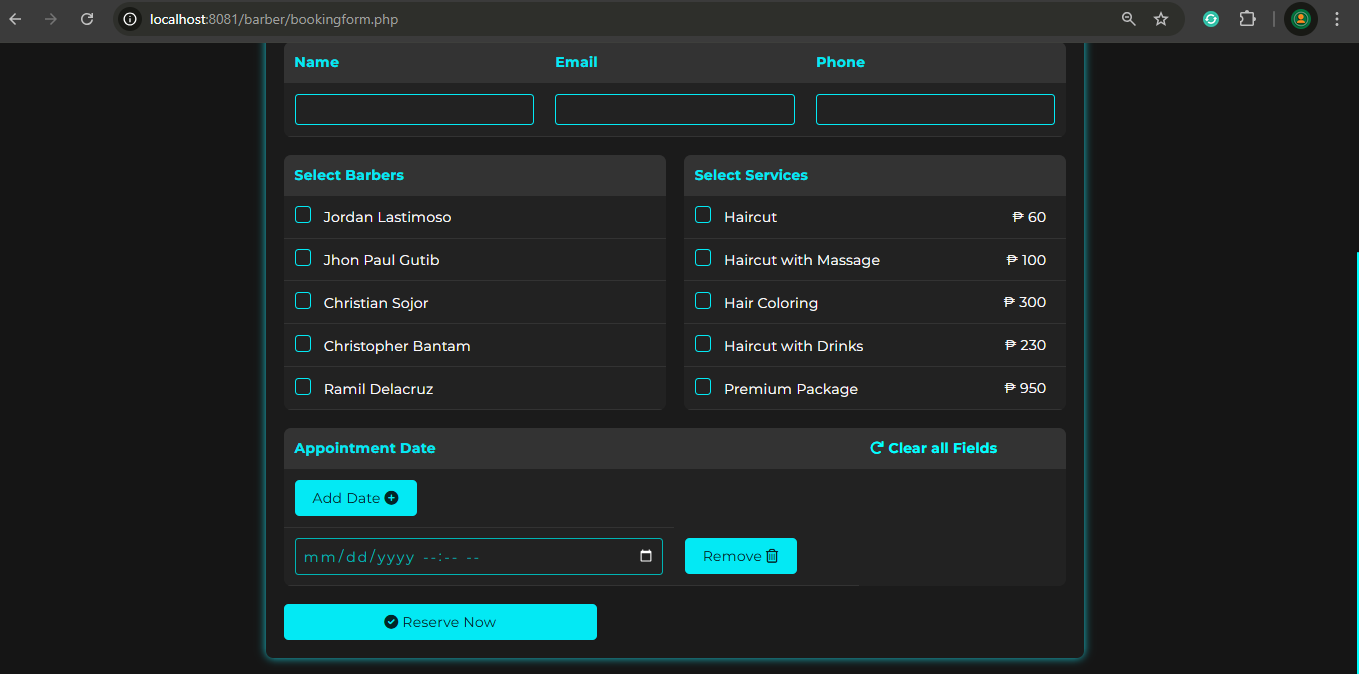 localhost:8081/barber/bookingform.php
Name Email Phone
Select Barbers
Jordan Lastimoso
Jhon Paul Gutib
Christian Sojor
Christopher Bantam
Ramil Delacruz
Select Services
Haircut ₱ 60
Haircut with Massage ₱ 100
Hair Coloring ₱ 300
Haircut with Drinks ₱ 230
Premium Package ₱ 950
Appointment Date Clear all Fields
Add Date
mm/dd/yyyy --:-- -- Remove
Reserve Now